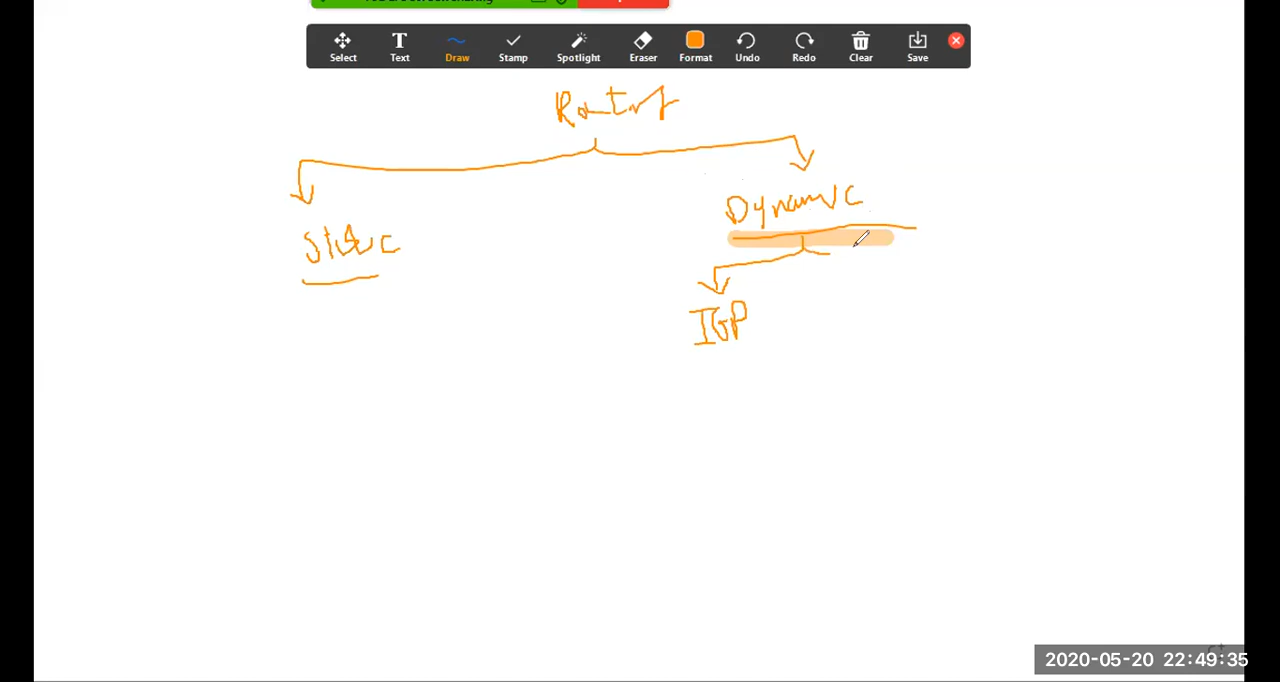 Select Text Draw Stamp Spotlight Eraser Format Undo Redo Clear Save
Dynamic
Static
IGP
2020-05-20 22:49:35